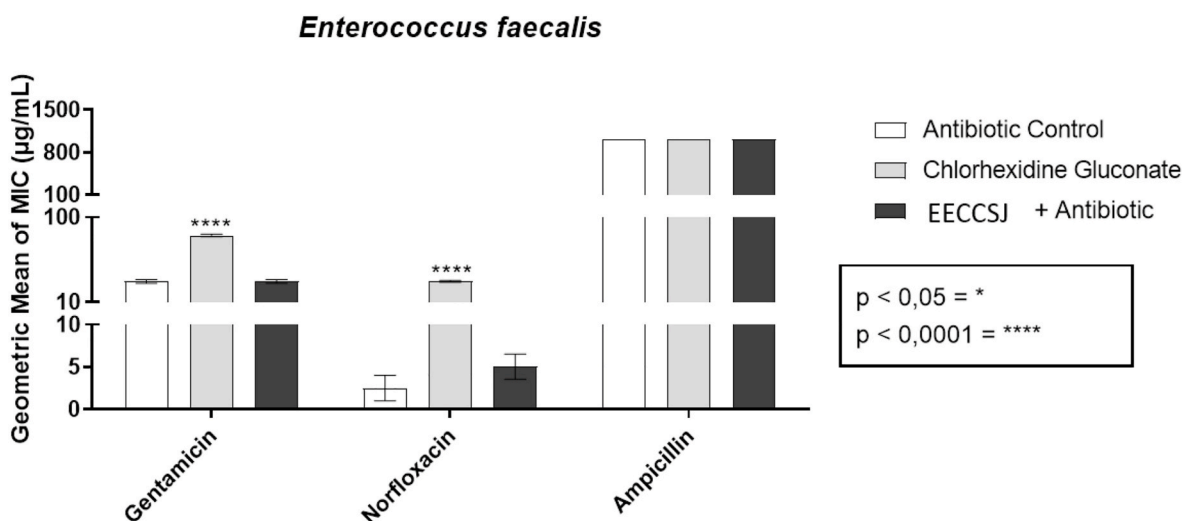 Enterococcus faecalis
Geometric Mean of MIC (µg/mL)
1500
800
100
100
10
10
5
0
****
****
Gentamicin
Norfloxacin
Ampicillin
Antibiotic Control
Chlorhexidine Gluconate
EECCSJ + Antibiotic
p < 0,05 = *
p < 0,0001 = ****